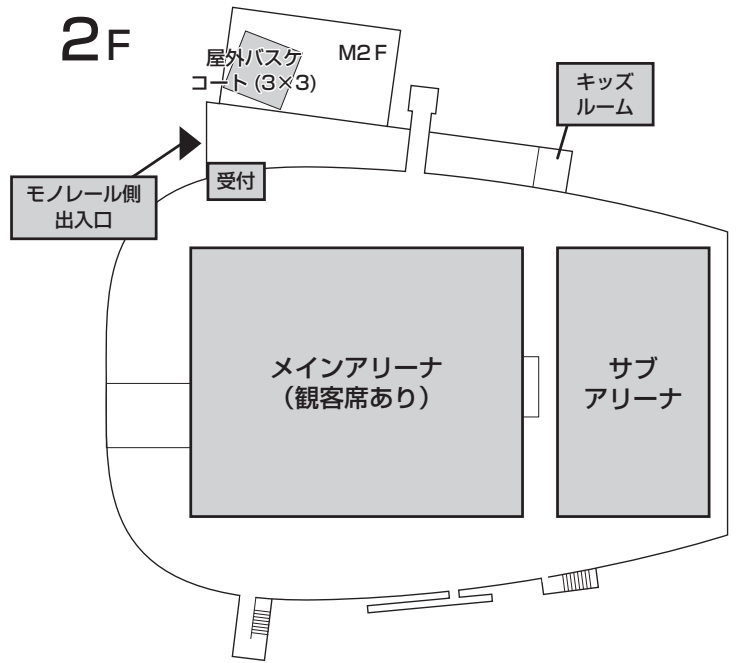 2F
屋外バスケ
コート (3×3)
M2F
キッズ
ルーム
受付
モノレール側
出入口
メインアリーナ
（観客席あり）
サブ
アリーナ